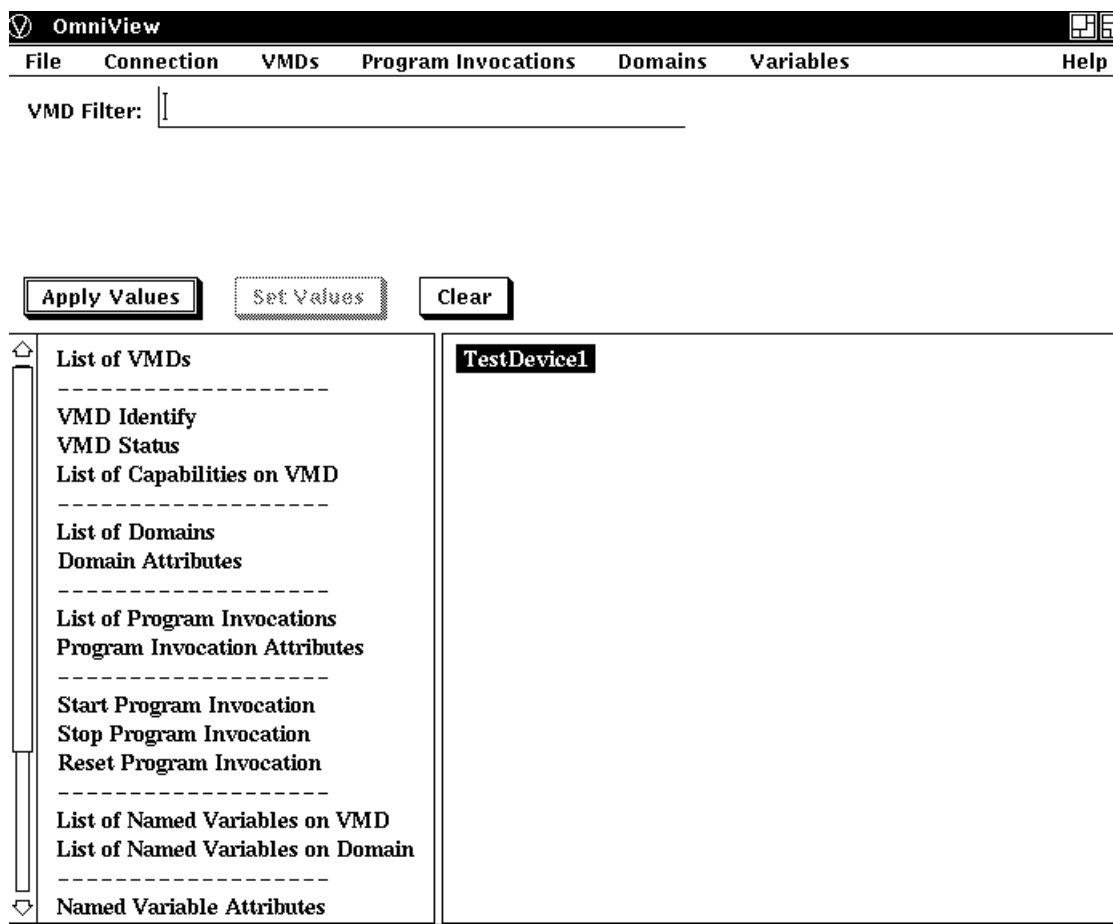 OmniView
File Connection VMDs Program Invocations Domains Variables Help
VMD Filter:
Apply Values Set Values Clear
List of VMDs
-------------------
VMD Identify
VMD Status
List of Capabilities on VMD
-------------------
List of Domains
Domain Attributes
-------------------
List of Program Invocations
Program Invocation Attributes
-------------------
Start Program Invocation
Stop Program Invocation
Reset Program Invocation
-------------------
List of Named Variables on VMD
List of Named Variables on Domain
-------------------
Named Variable Attributes
TestDevice1